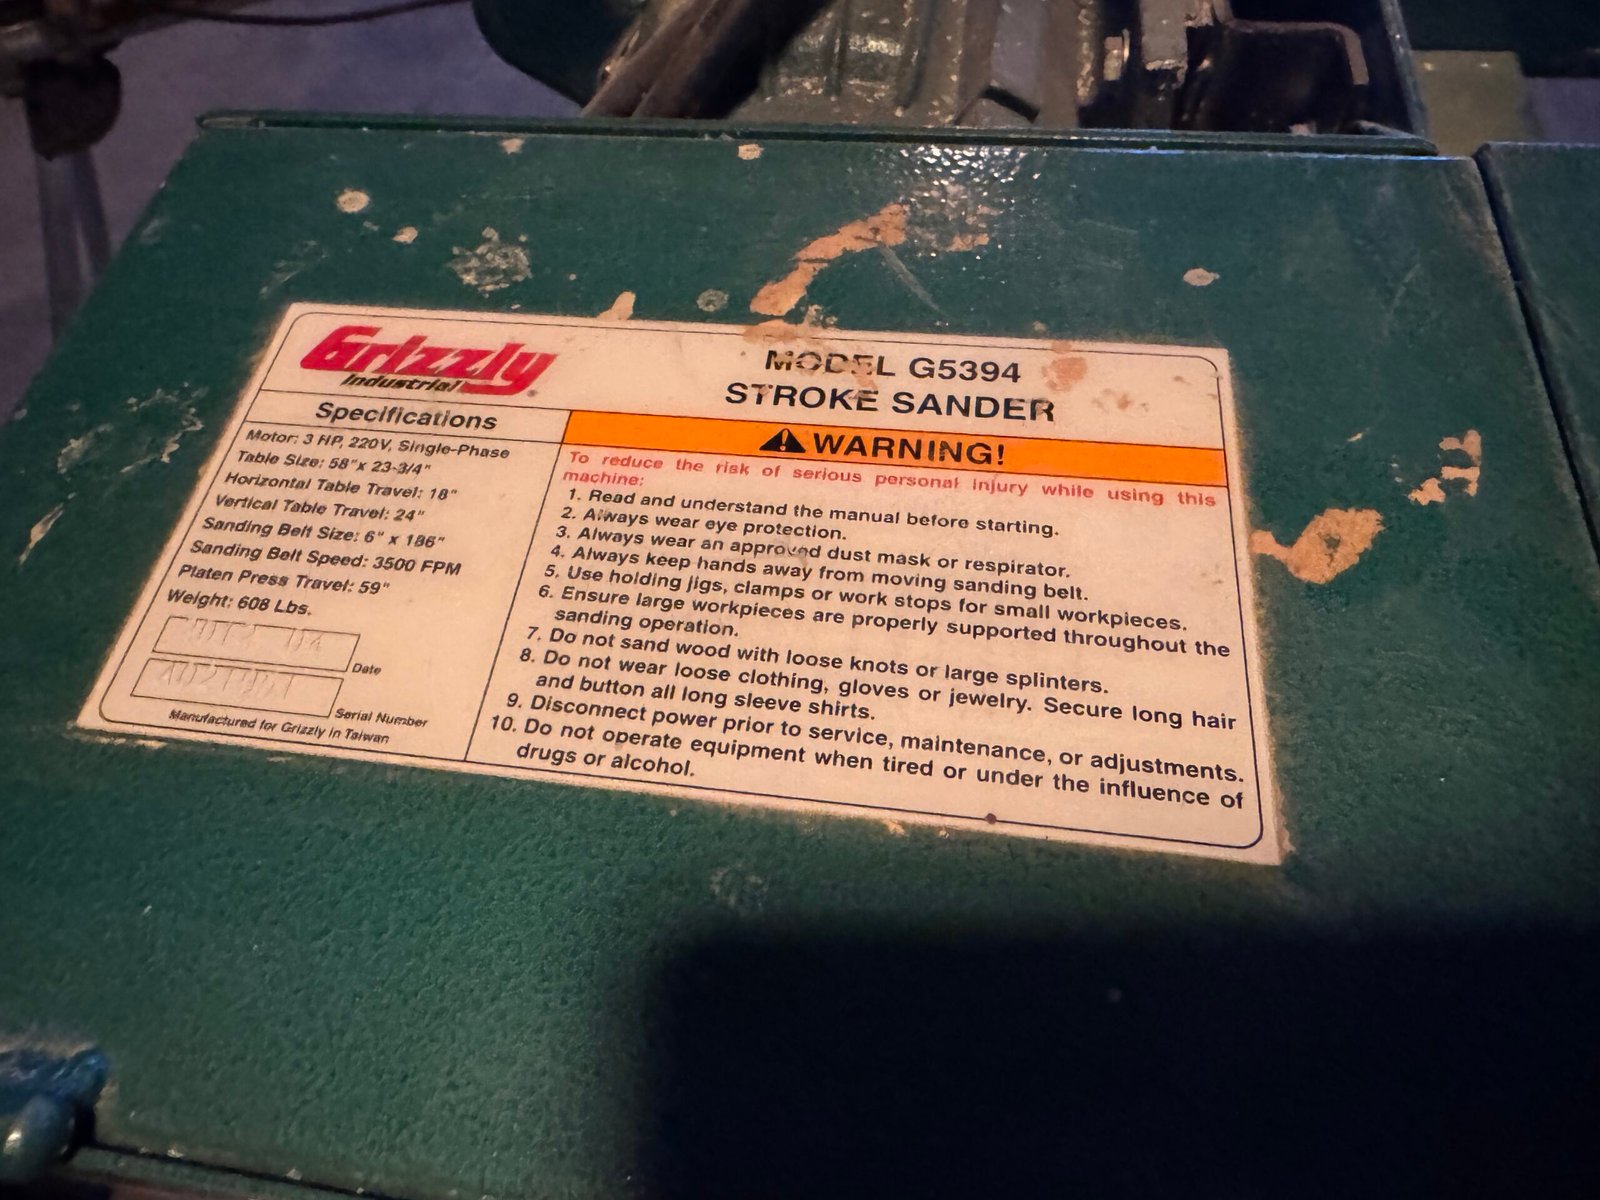 Grizzly
Industrial
MODEL G5394
STROKE SANDER
Specifications
Motor: 3 HP, 220V, Single-Phase
Table Size: 58" x 23-3/4"
Horizontal Table Travel: 18"
Vertical Table Travel: 24"
Sanding Belt Size: 6" x 186"
Sanding Belt Speed: 3500 FPM
Platen Press Travel: 59"
Weight: 608 Lbs.
Date
Serial Number
Manufactured for Grizzly in Taiwan
WARNING!
To reduce the risk of serious personal injury while using this
machine:
1. Read and understand the manual before starting.
2. Always wear eye protection.
3. Always wear an approved dust mask or respirator.
4. Always keep hands away from moving sanding belt.
5. Use holding jigs, clamps or work stops for small workpieces.
6. Ensure large workpieces are properly supported throughout the
sanding operation.
7. Do not sand wood with loose knots or large splinters.
8. Do not wear loose clothing, gloves or jewelry. Secure long hair
and button all long sleeve shirts.
9. Disconnect power prior to service, maintenance, or adjustments.
10. Do not operate equipment when tired or under the influence of
drugs or alcohol.